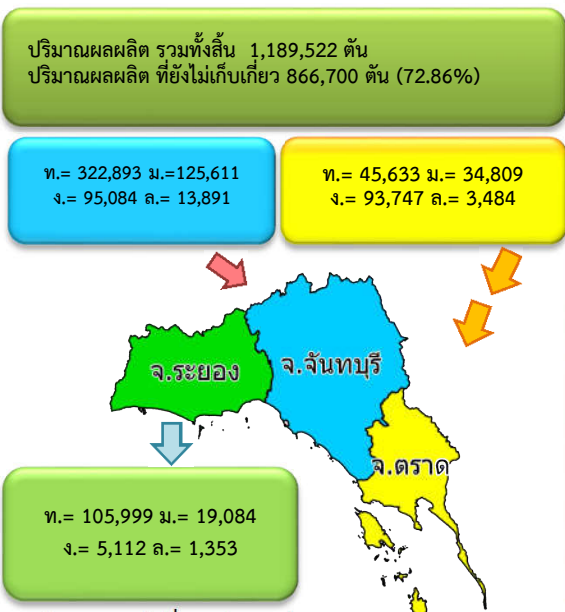 ปริมาณผลผลิต รวมทั้งสิ้น 1,189,522 ตัน
ปริมาณผลผลิต ที่ยังไม่เก็บเกี่ยว 866,700 ตัน (72.86%)
ท.= 322,893 ม.=125,611
ง.= 95,084 ล.= 13,891
ท.= 45,633 ม.= 34,809
ง.= 93,747 ล.= 3,484
จ.ระยอง
จ.จันทบุรี
จ.ตราด
ท.= 105,999 ม.= 19,084
ง.= 5,112 ล.= 1,353